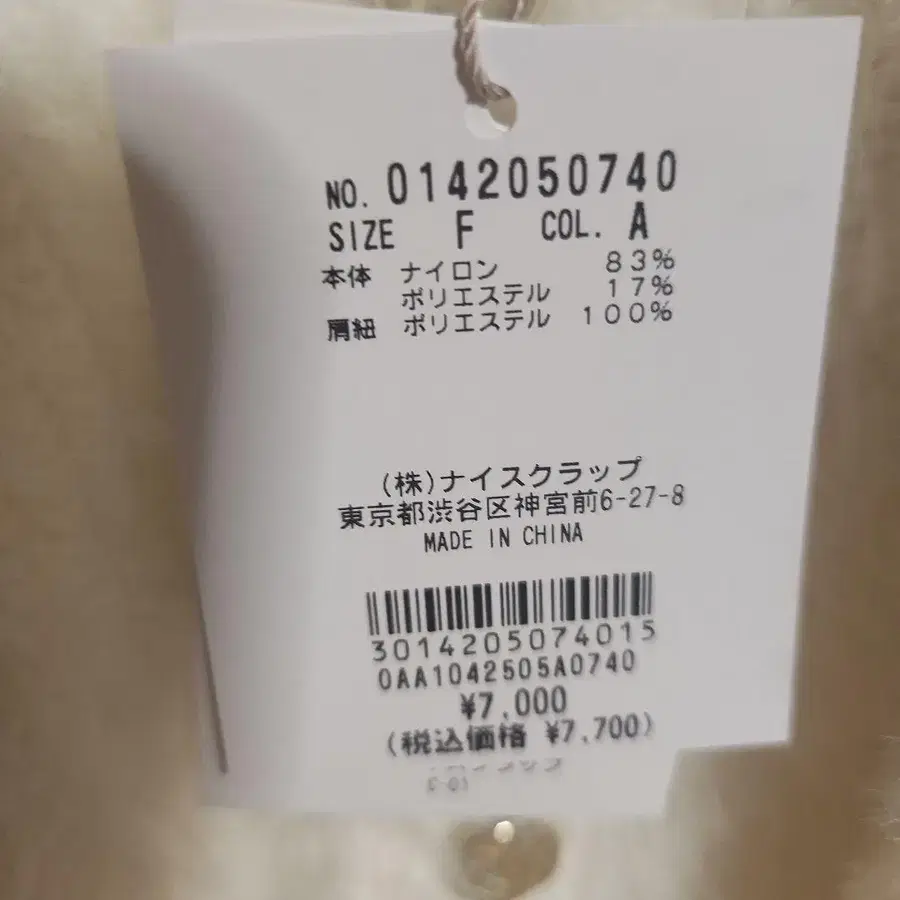 NO. 0142050740
SIZE F COL. A
本体 ナイロン 83%
ポリエステル 17%
肩紐 ポリエステル 100%
(株)ナイスクラップ
東京都渋谷区神宮前6-27-8
MADE IN CHINA
3014205074015
0AA1042505A0740
¥7,000
(税込価格 ¥7,700)